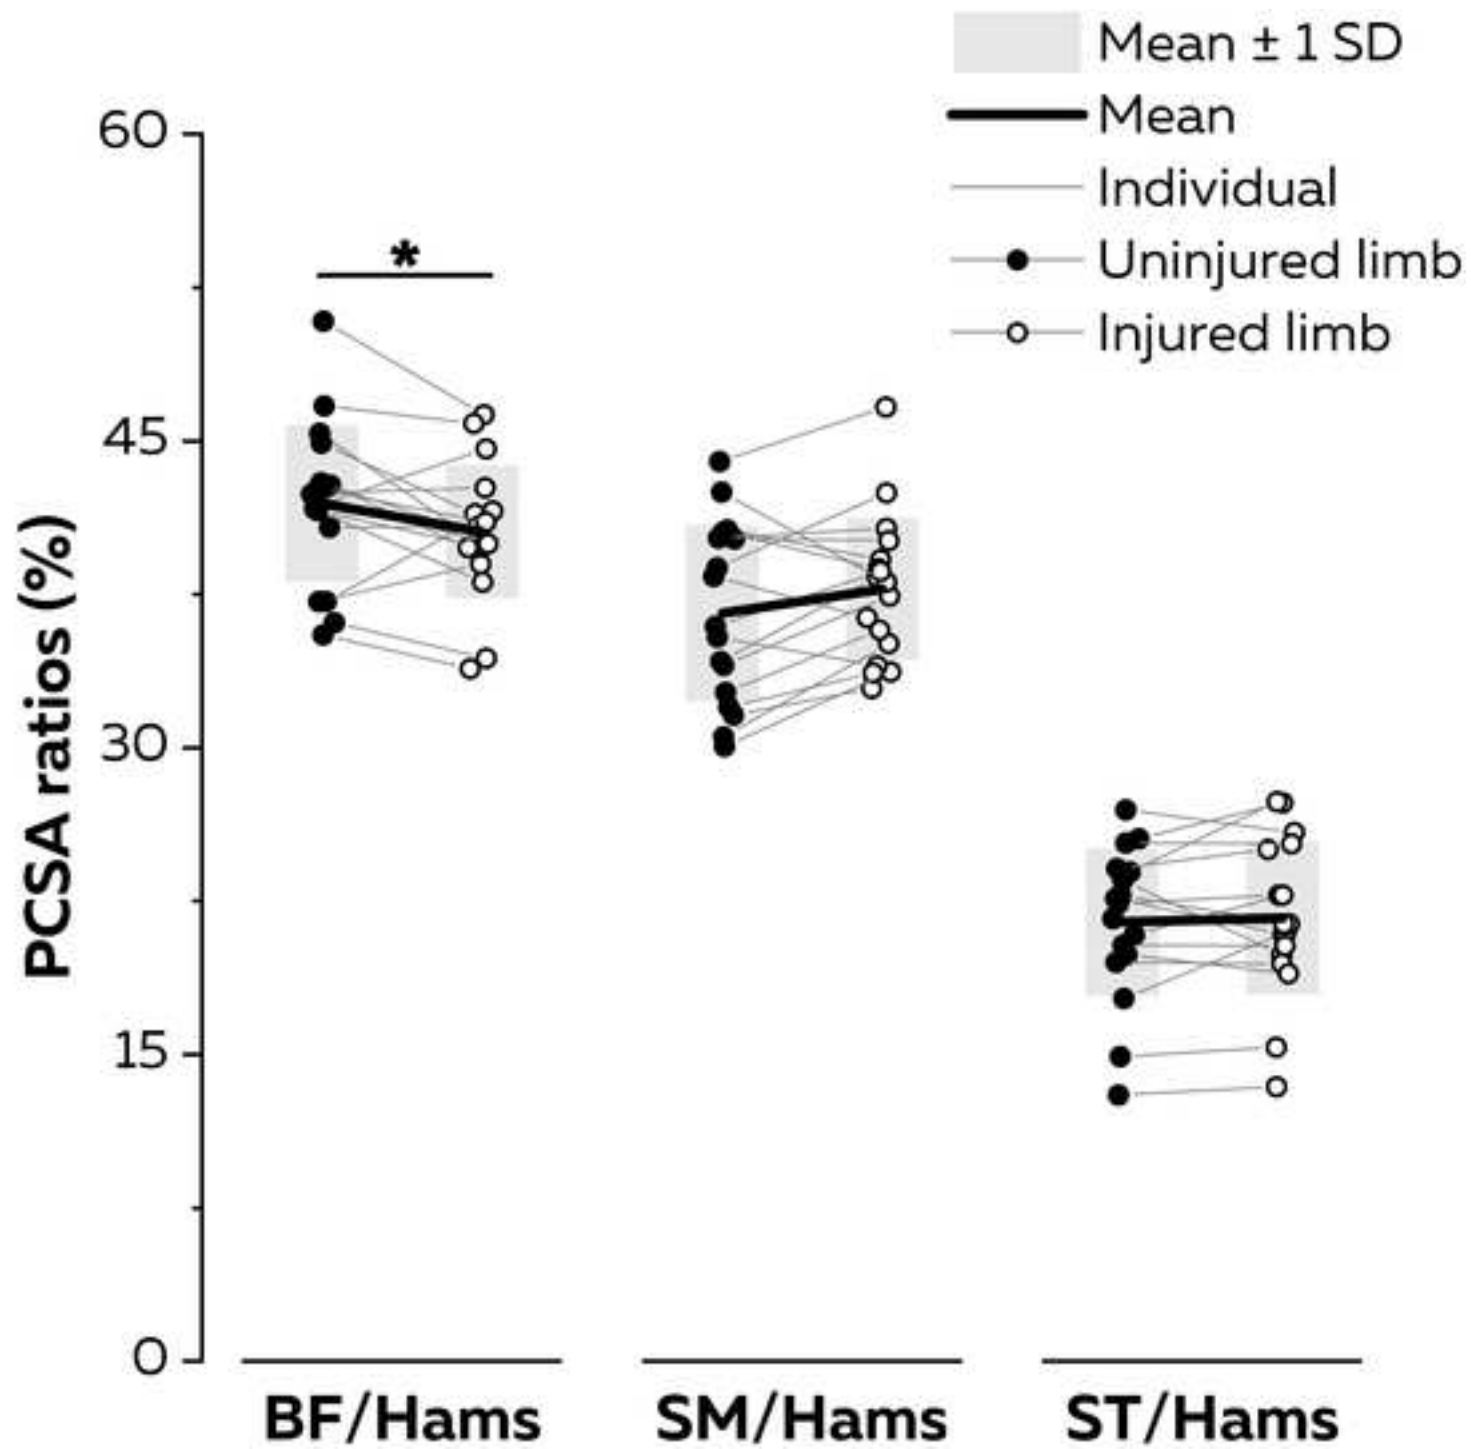 Mean ± 1 SD
Mean
Individual
Uninjured limb
Injured limb
*
PCSA ratios (%)
60
45
30
15
0
BF/Hams
SM/Hams
ST/Hams